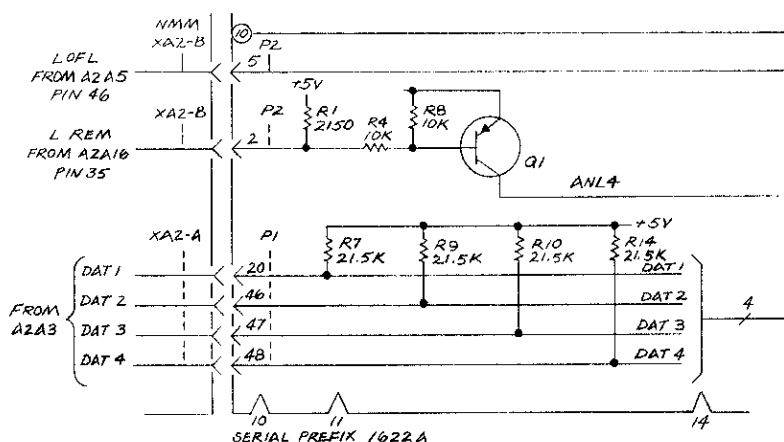 NMM
XA2-B
10
LOFL
FROM A2A5
PIN 46
5
P2
XA2-B
L REM
FROM A2A16
PIN 35
2
P2
+5V
R1
2150
R4
10K
R8
10K
Q1
ANL4
XA2-A
P1
+5V
R7
21.5K
R9
21.5K
R10
21.5K
R14
21.5K
FROM
A2A3
DAT 1
20
DAT 1
DAT 2
46
DAT 2
DAT 3
47
DAT 3
DAT 4
48
DAT 4
4
10
11
14
SERIAL PREFIX 1622A